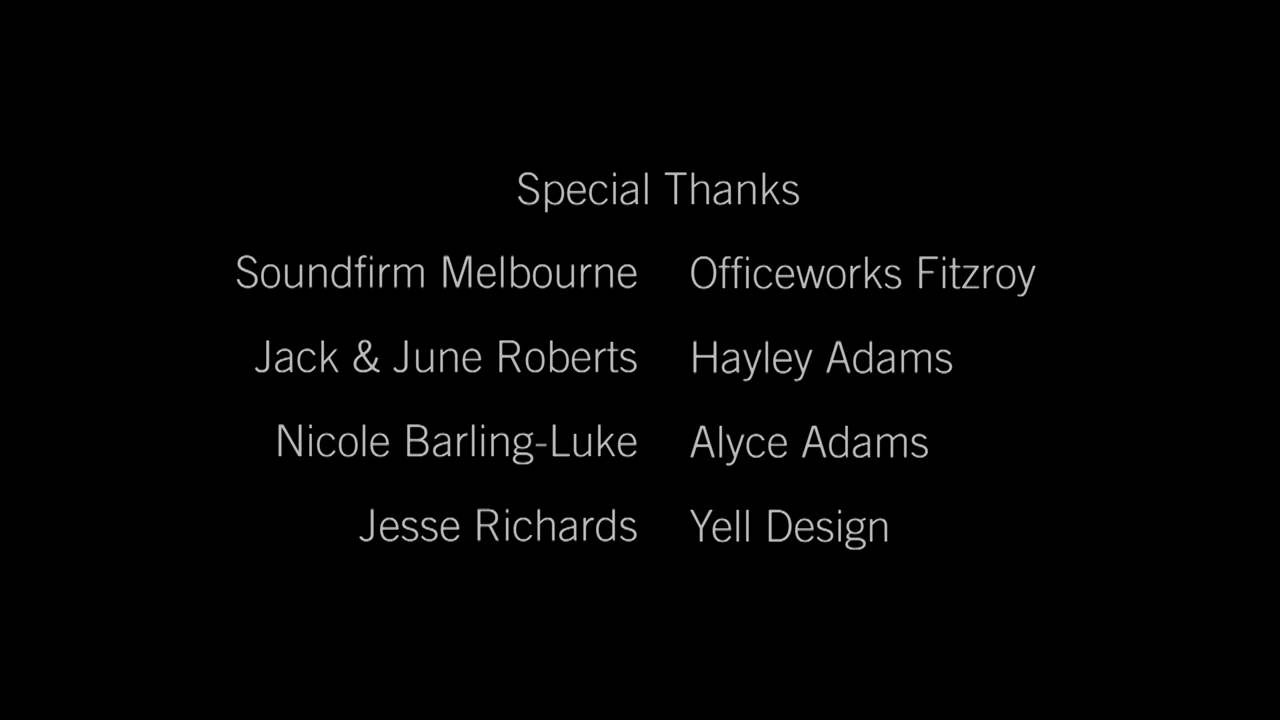 Special Thanks
Soundfirm Melbourne Officeworks Fitzroy
Jack & June Roberts Hayley Adams
Nicole Barling-Luke Alyce Adams
Jesse Richards Yell Design